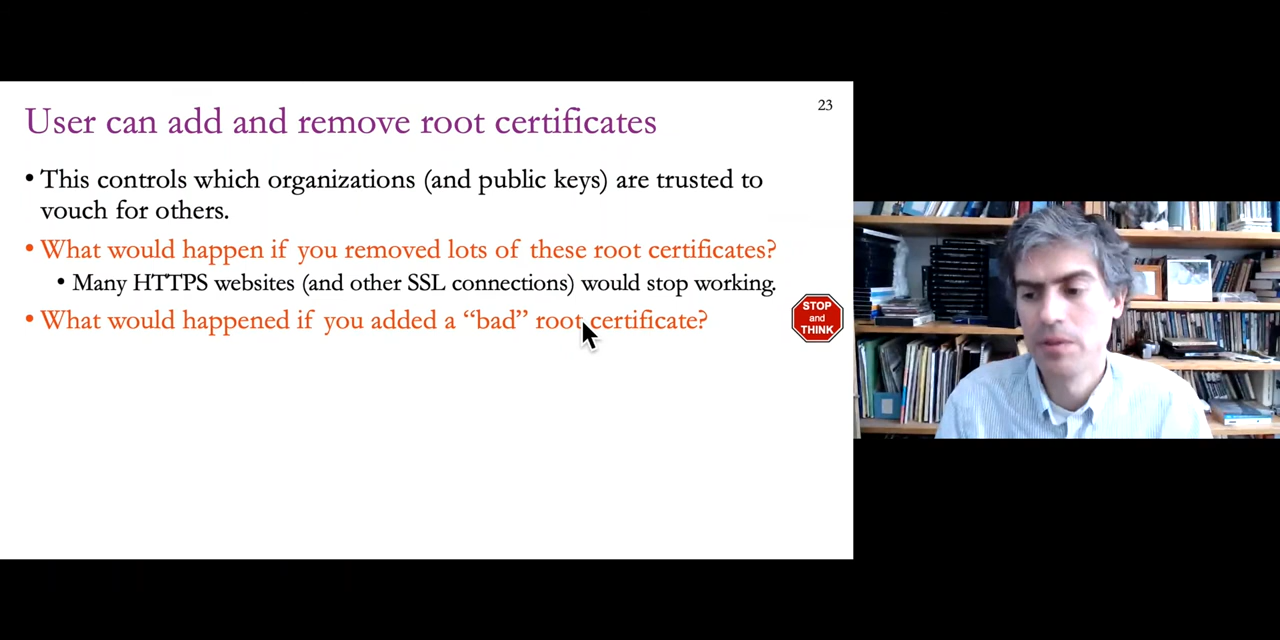 23
User can add and remove root certificates
• This controls which organizations (and public keys) are trusted to
vouch for others.
• What would happen if you removed lots of these root certificates?
• Many HTTPS websites (and other SSL connections) would stop working.
• What would happened if you added a “bad” root certificate?
STOP
and
THINK